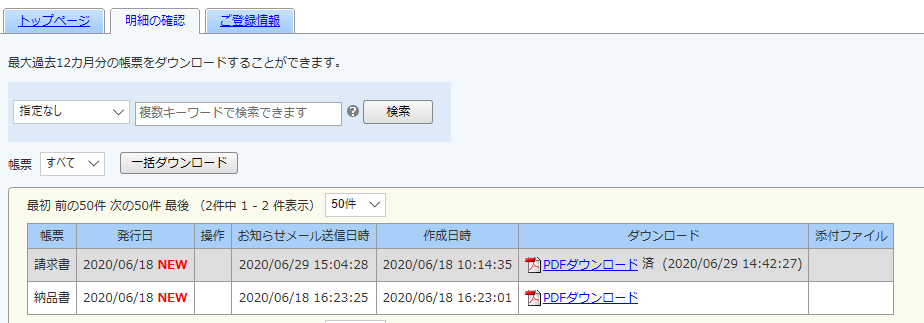 トップページ 明細の確認 ご登録情報
最大過去12カ月分の帳票をダウンロードすることができます。
指定なし 複数キーワードで検索できます ? 検索
帳票 すべて 一括ダウンロード
最初 前の50件 次の50件 最後 （2件中 1 - 2 件表示） 50件
帳票 発行日 操作 お知らせメール送信日時 作成日時 ダウンロード 添付ファイル
請求書 2020/06/18 NEW 2020/06/29 15:04:28 2020/06/18 10:14:35 PDFダウンロード 済 (2020/06/29 14:42:27)
納品書 2020/06/18 NEW 2020/06/18 16:23:25 2020/06/18 16:23:01 PDFダウンロード